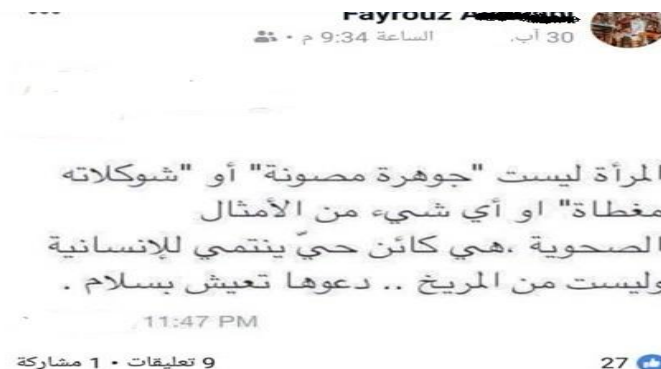 Fayrouz
30 آب. الساعة 9:34 م ·
المرأة ليست "جوهرة مصونة" أو "شوكلاته
مغطاة" او أي شيء من الأمثال
الصحوية ،هي كائن حيّ ينتمي للإنسانية
وليست من المريخ .. دعوها تعيش بسلام .
11:47 PM
27
9 تعليقات · 1 مشاركة